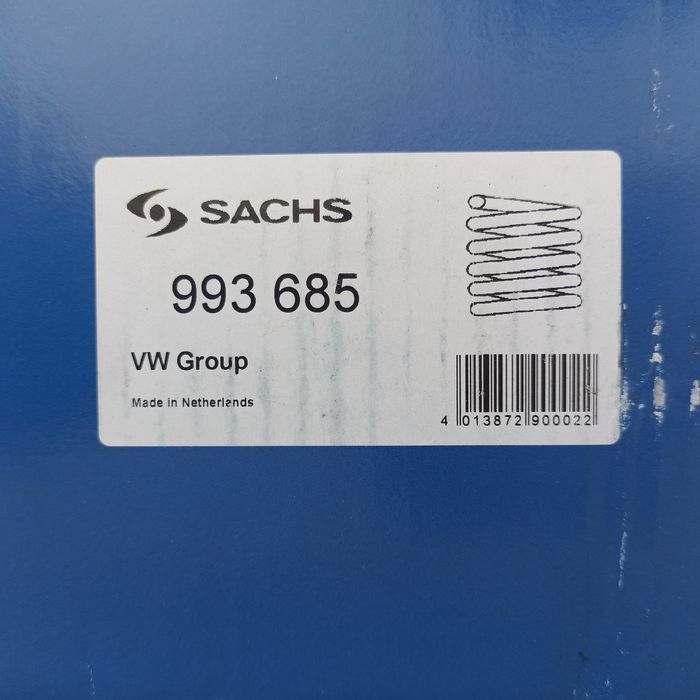 SACHS
993 685
VW Group
Made in Netherlands
4 013872 900022